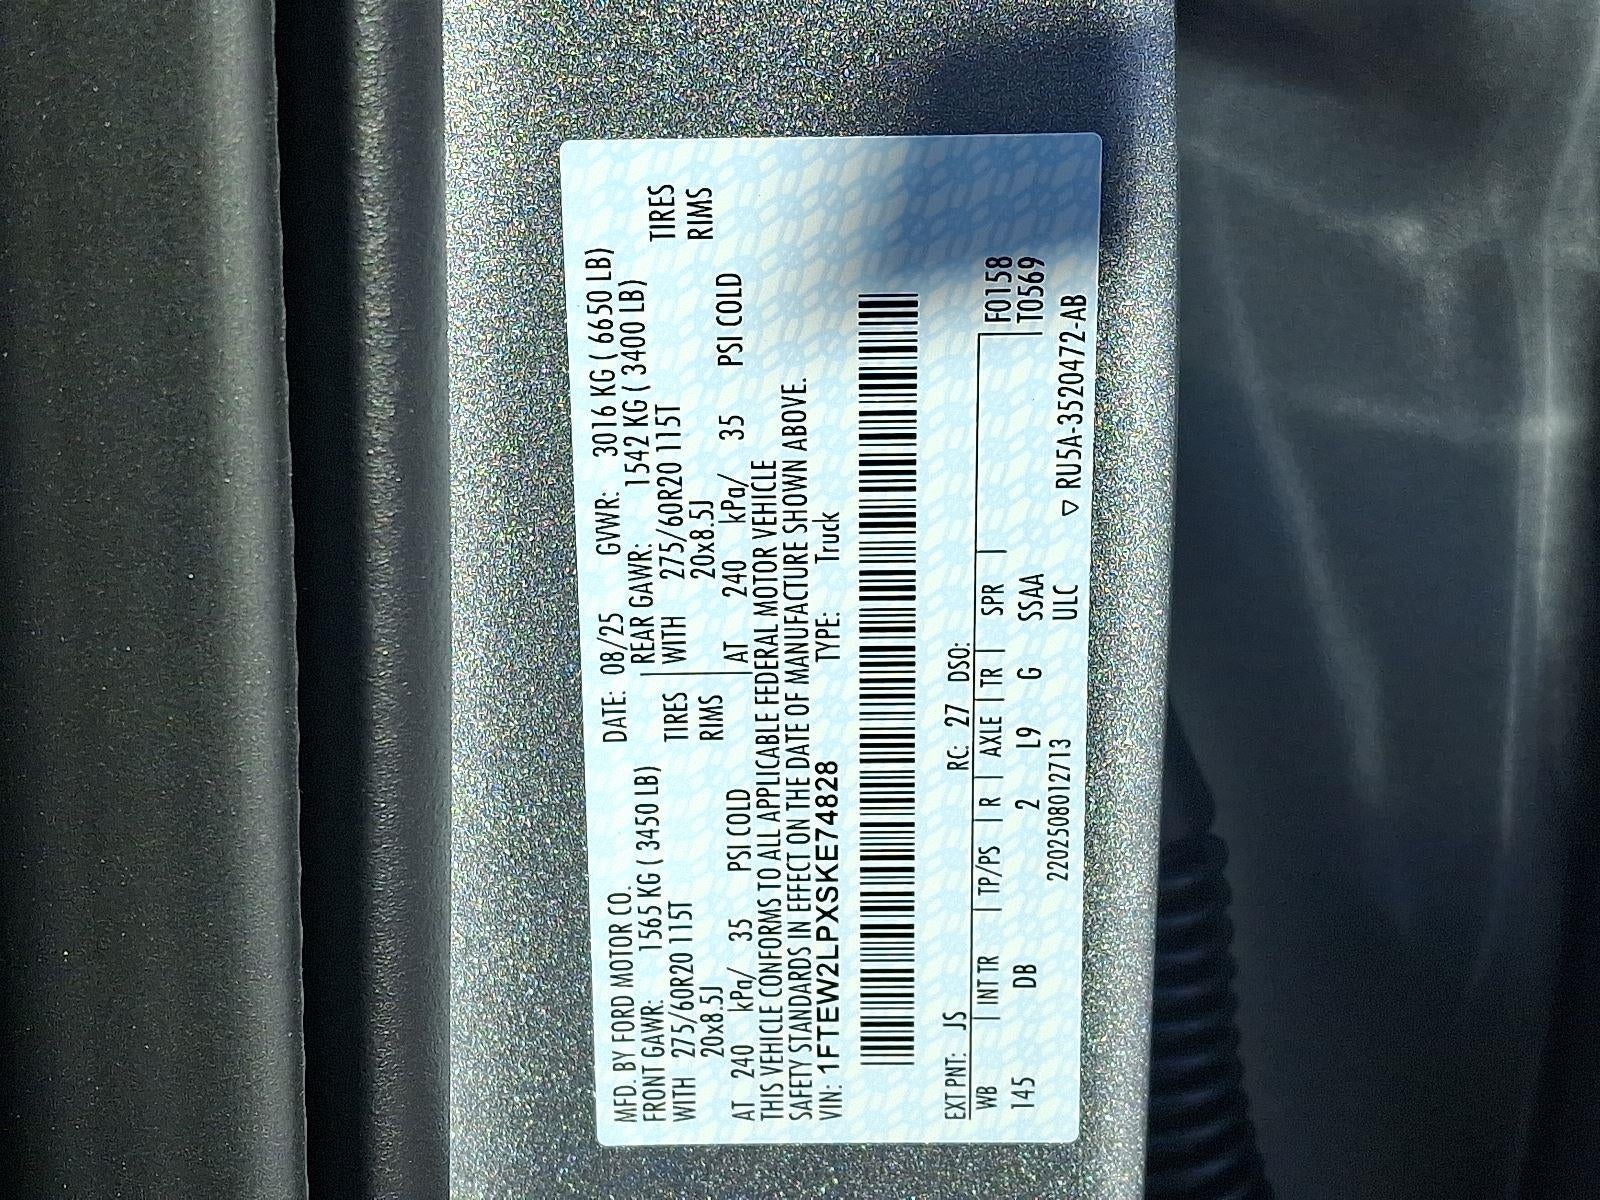 MFD. BY FORD MOTOR CO. DATE: 08/25 GVWR: 3016 KG ( 6650 LB)
FRONT GAWR: 1565 KG ( 3450 LB) REAR GAWR: 1542 KG ( 3400 LB)
WITH 275/60R20 115T TIRES WITH 275/60R20 115T TIRES
20x8.5J RIMS 20x8.5J RIMS
AT 240 kPa/ 35 PSI COLD AT 240 kPa/ 35 PSI COLD
THIS VEHICLE CONFORMS TO ALL APPLICABLE FEDERAL MOTOR VEHICLE
SAFETY STANDARDS IN EFFECT ON THE DATE OF MANUFACTURE SHOWN ABOVE.
VIN: 1FTEW2LPXSKE74828 TYPE: Truck
EXT PNT: JS RC: 27 DSO:
WB | INT TR | TP/PS | R | AXLE | TR | SPR | F0158
145 DB 2 L9 G SSAA | T0569
220250801 2713 ULC ▽ RU5A-3520472-AB